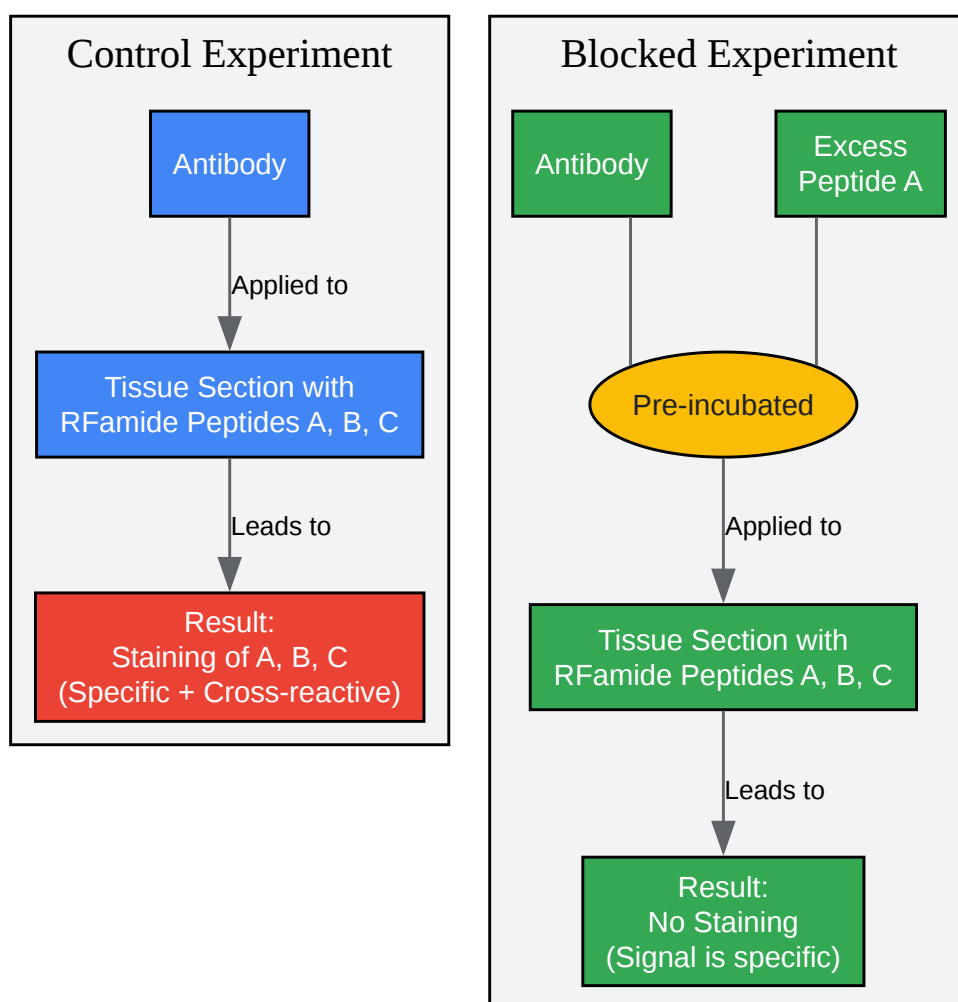 Control Experiment
Antibody
Applied to
Tissue Section with
RFamide Peptides A, B, C
Leads to
Result:
Staining of A, B, C
(Specific + Cross-reactive)
Blocked Experiment
Antibody
Excess
Peptide A
Pre-incubated
Applied to
Tissue Section with
RFamide Peptides A, B, C
Leads to
Result:
No Staining
(Signal is specific)